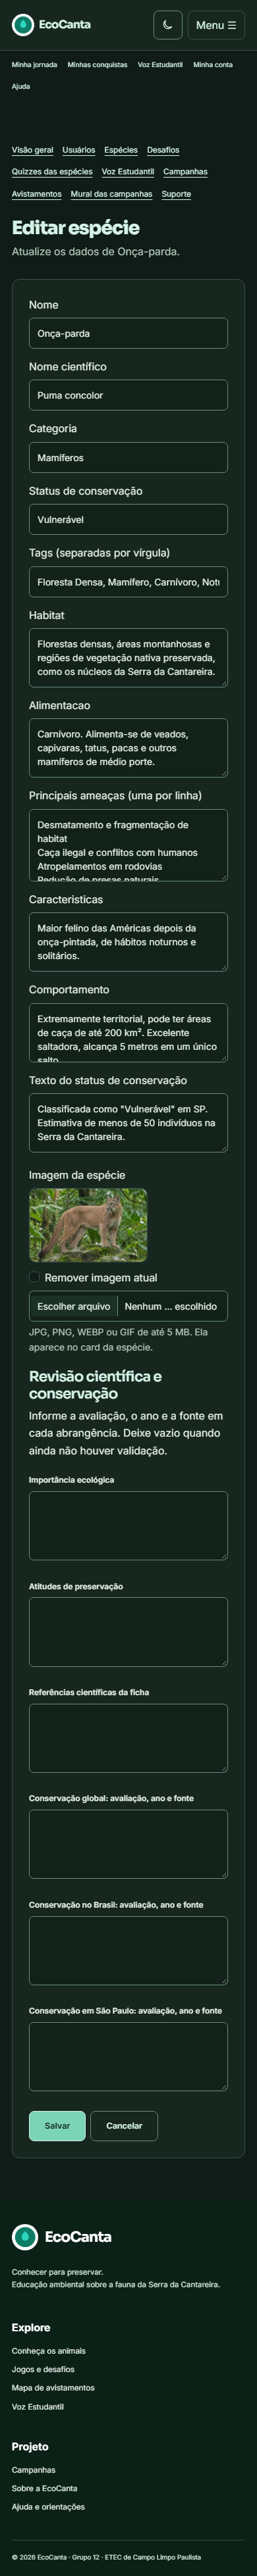 EcoCanta
Menu ☰
Minha jornada Minhas conquistas Voz Estudantil Minha conta
Ajuda
Visão geral Usuários Espécies Desafios
Quizzes das espécies Voz Estudantil Campanhas
Avistamentos Mural das campanhas Suporte
Editar espécie
Atualize os dados de Onça-parda.
Nome
Onça-parda
Nome científico
Puma concolor
Categoria
Mamíferos
Status de conservação
Vulnerável
Tags (separadas por vírgula)
Floresta Densa, Mamífero, Carnívoro, Notu
Habitat
Florestas densas, áreas montanhosas e
regiões de vegetação nativa preservada,
como os núcleos da Serra da Cantareira.
Alimentacao
Carnívoro. Alimenta-se de veados,
capivaras, tatus, pacas e outros
mamíferos de médio porte.
Principais ameaças (uma por linha)
Desmatamento e fragmentação de
habitat
Caça ilegal e conflitos com humanos
Atropelamentos em rodovias
Redução de presas naturais
Caracteristicas
Maior felino das Américas depois da
onça-pintada, de hábitos noturnos e
solitários.
Comportamento
Extremamente territorial, pode ter áreas
de caça de até 200 km². Excelente
saltadora, alcança 5 metros em um único
salto
Texto do status de conservação
Classificada como "Vulnerável" em SP.
Estimativa de menos de 50 indivíduos na
Serra da Cantareira.
Imagem da espécie
Remover imagem atual
Escolher arquivo Nenhum ... escolhido
JPG, PNG, WEBP ou GIF de até 5 MB. Ela
aparece no card da espécie.
Revisão científica e
conservação
Informe a avaliação, o ano e a fonte em
cada abrangência. Deixe vazio quando
ainda não houver validação.
Importância ecológica
Atitudes de preservação
Referências científicas da ficha
Conservação global: avaliação, ano e fonte
Conservação no Brasil: avaliação, ano e fonte
Conservação em São Paulo: avaliação, ano e fonte
Salvar Cancelar
EcoCanta
Conhecer para preservar.
Educação ambiental sobre a fauna da Serra da Cantareira.
Explore
Conheça os animais
Jogos e desafios
Mapa de avistamentos
Voz Estudantil
Projeto
Campanhas
Sobre a EcoCanta
Ajuda e orientações
© 2026 EcoCanta · Grupo 12 · ETEC de Campo Limpo Paulista